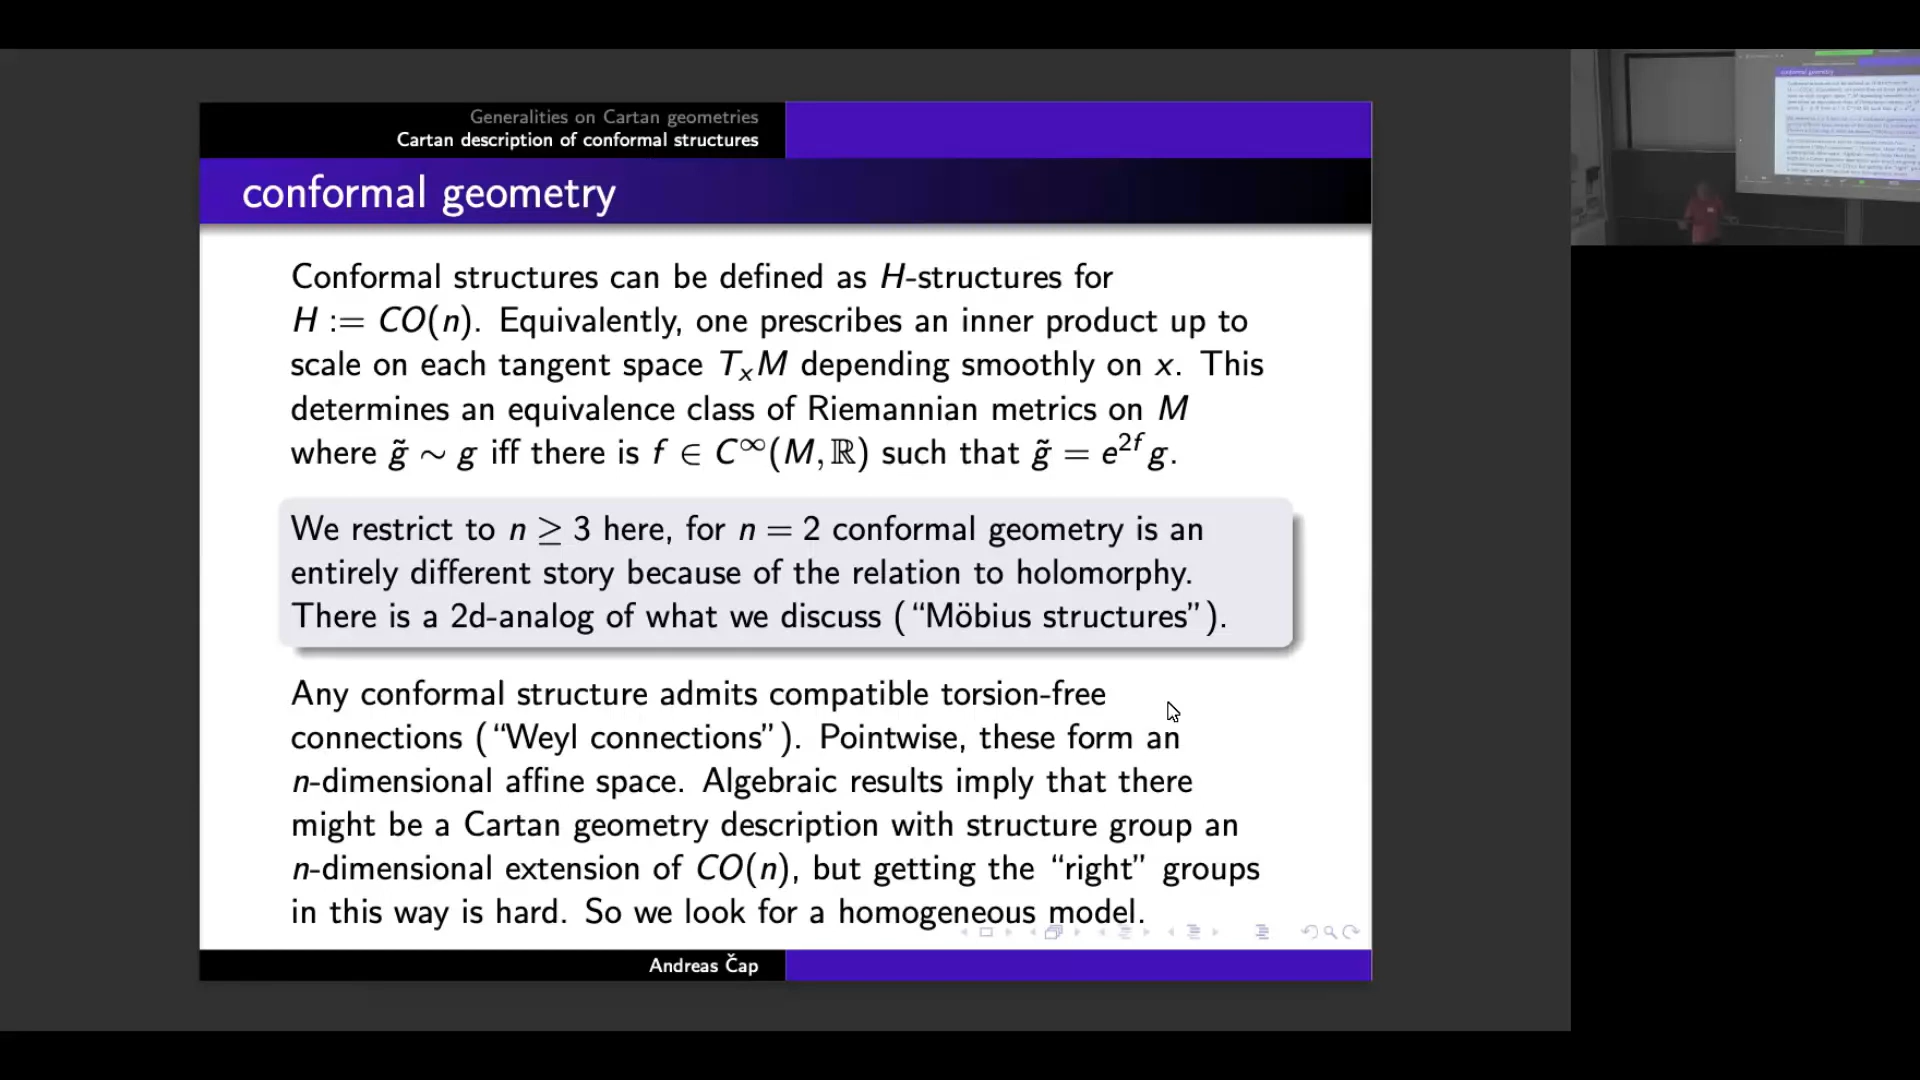 Generalities on Cartan geometries
Cartan description of conformal structures
conformal geometry
Conformal structures can be defined as H-structures for
H := CO(n). Equivalently, one prescribes an inner product up to
scale on each tangent space TₓM depending smoothly on x. This
determines an equivalence class of Riemannian metrics on M
where g̃ ∼ g iff there is f ∈ C^∞(M, ℝ) such that g̃ = e^{2f}g.
We restrict to n ≥ 3 here, for n = 2 conformal geometry is an
entirely different story because of the relation to holomorphy.
There is a 2d-analog of what we discuss (“Möbius structures”).
Any conformal structure admits compatible torsion-free
connections (“Weyl connections”). Pointwise, these form an
n-dimensional affine space. Algebraic results imply that there
might be a Cartan geometry description with structure group an
n-dimensional extension of CO(n), but getting the “right” groups
in this way is hard. So we look for a homogeneous model.
Andreas Čap
conformal geometry